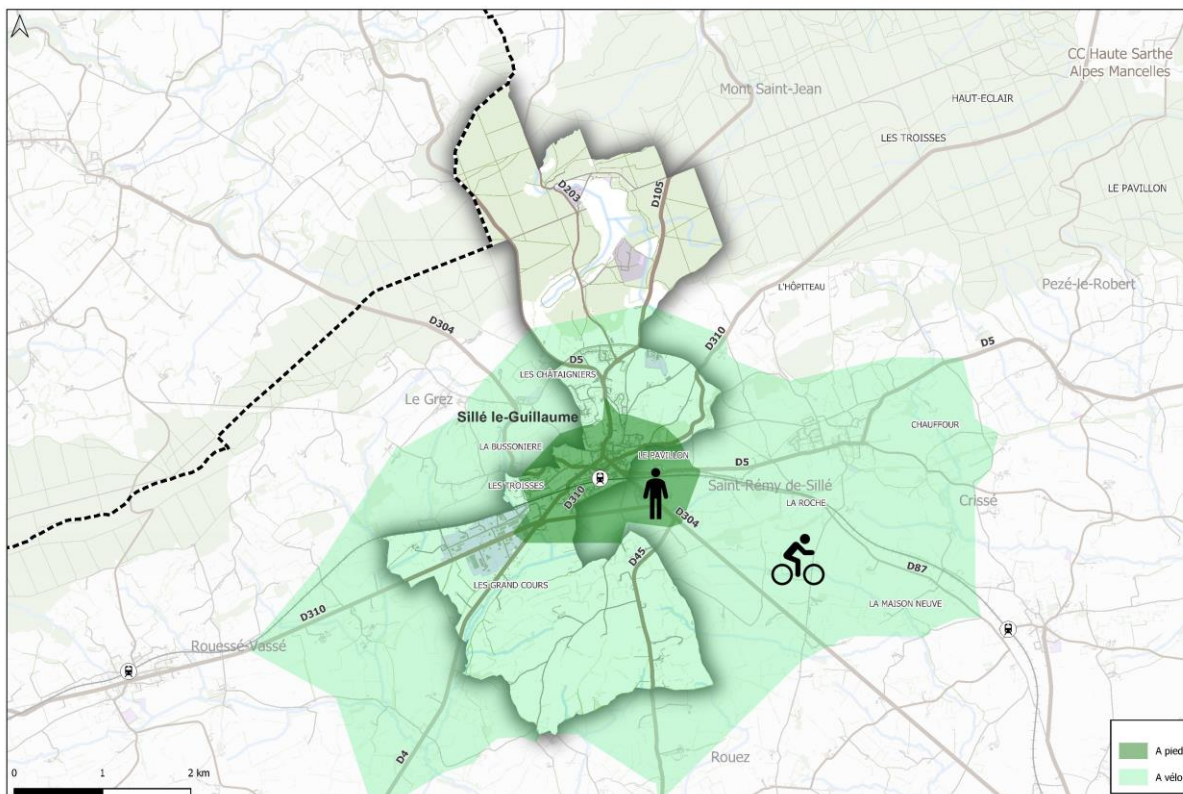 CC Haute Sarthe
Alpes Mancelles
Mont Saint-Jean
HAUT-ECLAIR
LES TROISSES
LE PAVILLON
D203
D105
L'HÔPITEAU
Pezé-le-Robert
D304
D310
D5
D5
LES CHÂTAIGNIERS
Le Grez
Sillé le-Guillaume
CHAUFFOUR
LA BUSSONIERE
LE PAVILLON
D5
LES TROISSES
D310
Saint-Rémy de-Sillé
LA ROCHE
Crissé
D304
D45
D87
LES GRAND COURS
LA MAISON NEUVE
D310
Rouessé-Vassé
D4
Rouez
A pied
A vélo
0 1 2 km